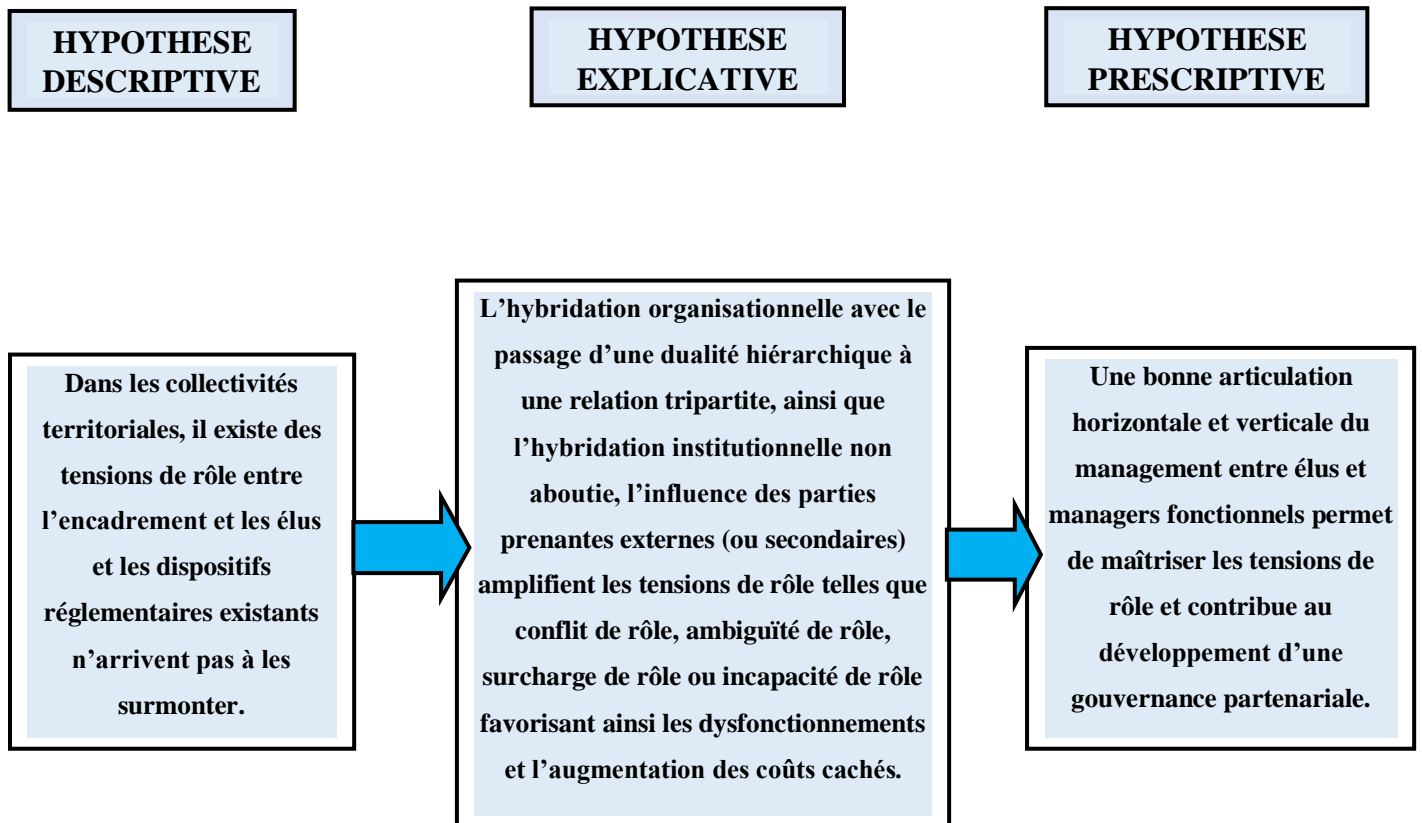 HYPOTHESE
DESCRIPTIVE
HYPOTHESE
EXPLICATIVE
HYPOTHESE
PRESCRIPTIVE
Dans les collectivités
territoriales, il existe des
tensions de rôle entre
l’encadrement et les élus
et les dispositifs
réglementaires existants
n’arrivent pas à les
surmonter.
L’hybridation organisationnelle avec le
passage d’une dualité hiérarchique à
une relation tripartite, ainsi que
l’hybridation institutionnelle non
aboutie, l’influence des parties
prenantes externes (ou secondaires)
amplifient les tensions de rôle telles que
conflit de rôle, ambiguïté de rôle,
surcharge de rôle ou incapacité de rôle
favorisant ainsi les dysfonctionnements
et l’augmentation des coûts cachés.
Une bonne articulation
horizontale et verticale du
management entre élus et
managers fonctionnels permet
de maîtriser les tensions de
rôle et contribue au
développement d’une
gouvernance partenariale.